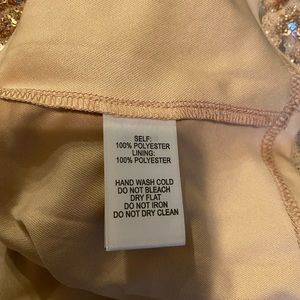 SELF:
100% POLYESTER
LINING:
100% POLYESTER
HAND WASH COLD
DO NOT BLEACH
DRY FLAT
DO NOT IRON
DO NOT DRY CLEAN